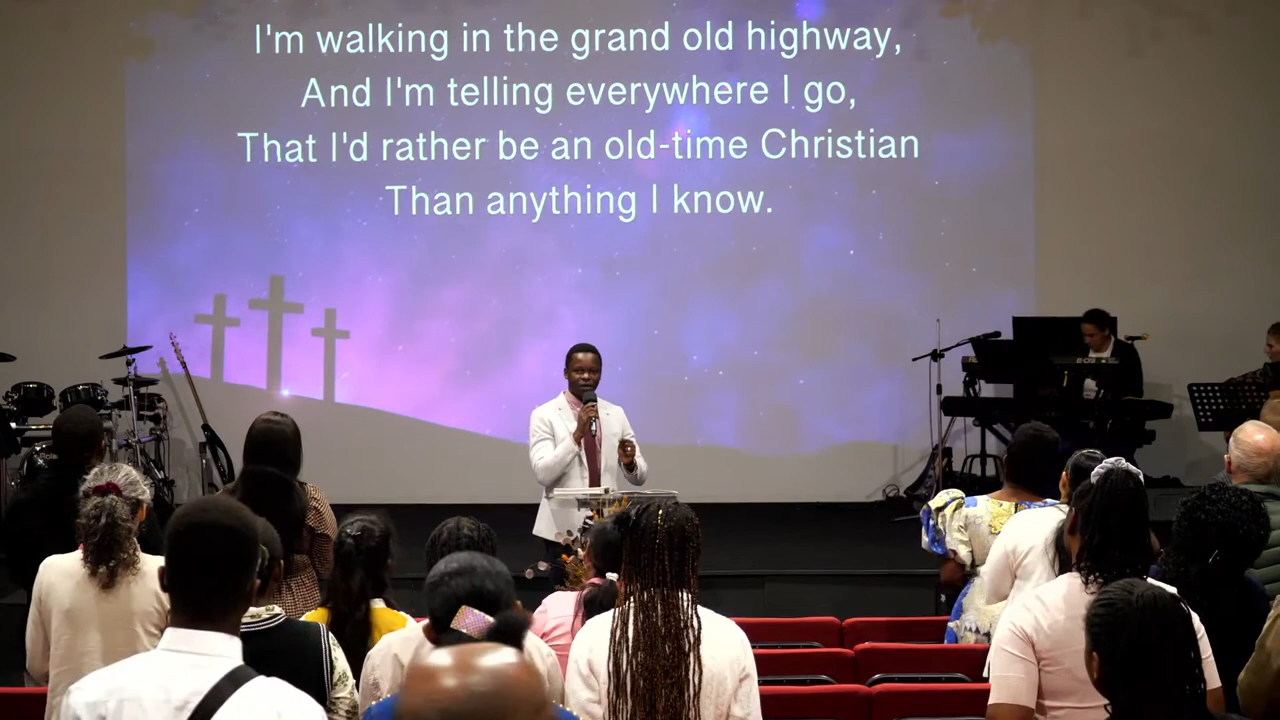 I'm walking in the grand old highway,
And I'm telling everywhere I go,
That I'd rather be an old-time Christian
Than anything I know.
Roland